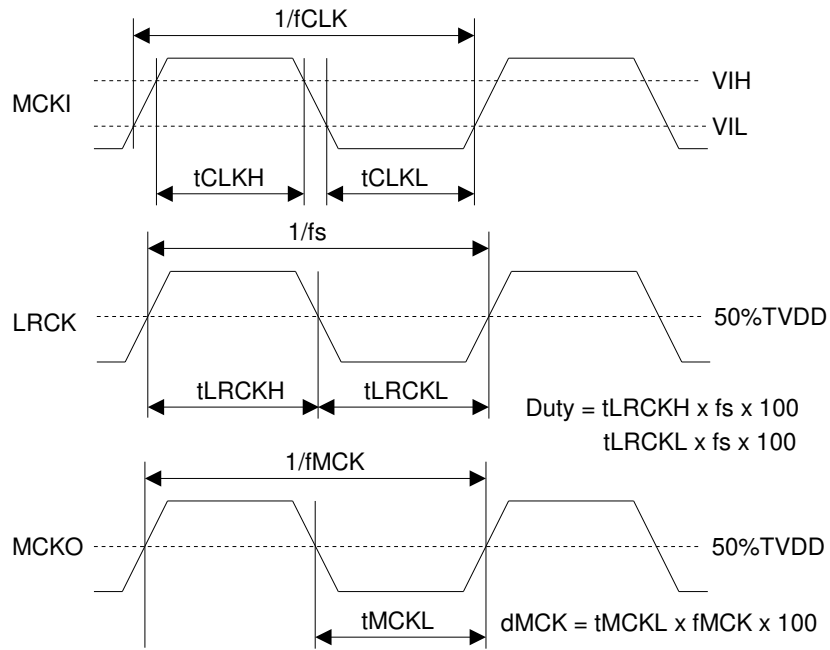 1/fCLK
MCKI
VIH
VIL
tCLKH
tCLKL
1/fs
LRCK
50%TVDD
tLRCKH
tLRCKL
Duty = tLRCKH x fs x 100
tLRCKL x fs x 100
1/fMCK
MCKO
50%TVDD
tMCKL
dMCK = tMCKL x fMCK x 100